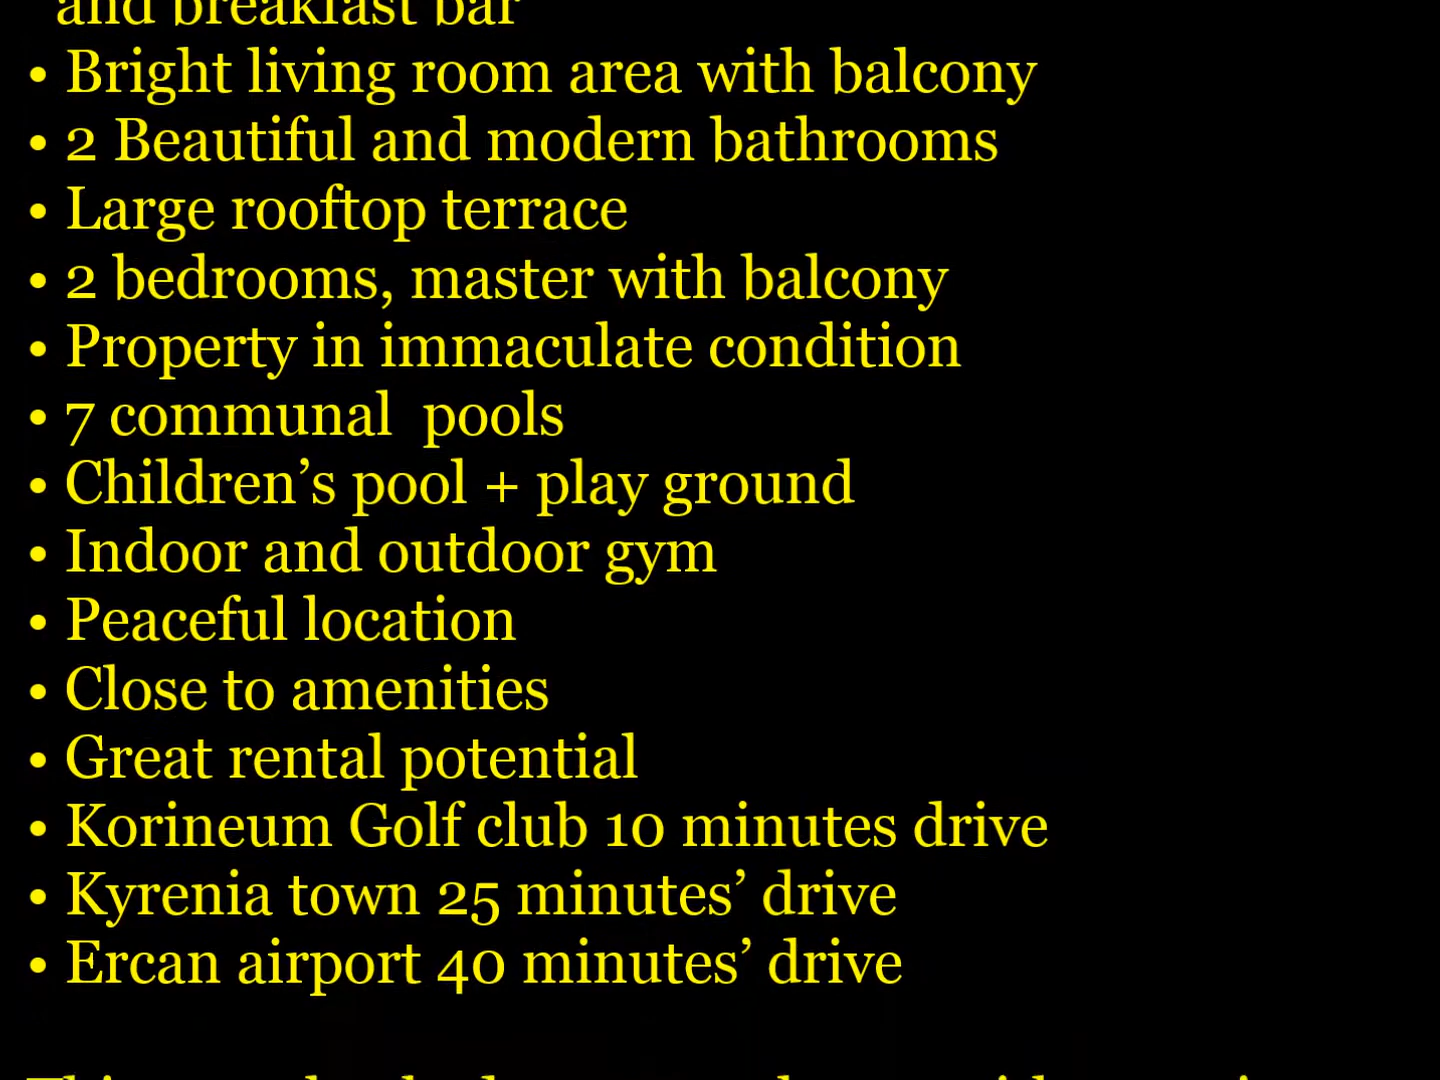 and breakfast bar
• Bright living room area with balcony
• 2 Beautiful and modern bathrooms
• Large rooftop terrace
• 2 bedrooms, master with balcony
• Property in immaculate condition
• 7 communal  pools
• Children’s pool + play ground
• Indoor and outdoor gym
• Peaceful location
• Close to amenities
• Great rental potential
• Korineum Golf club 10 minutes drive
• Kyrenia town 25 minutes’ drive
• Ercan airport 40 minutes’ drive